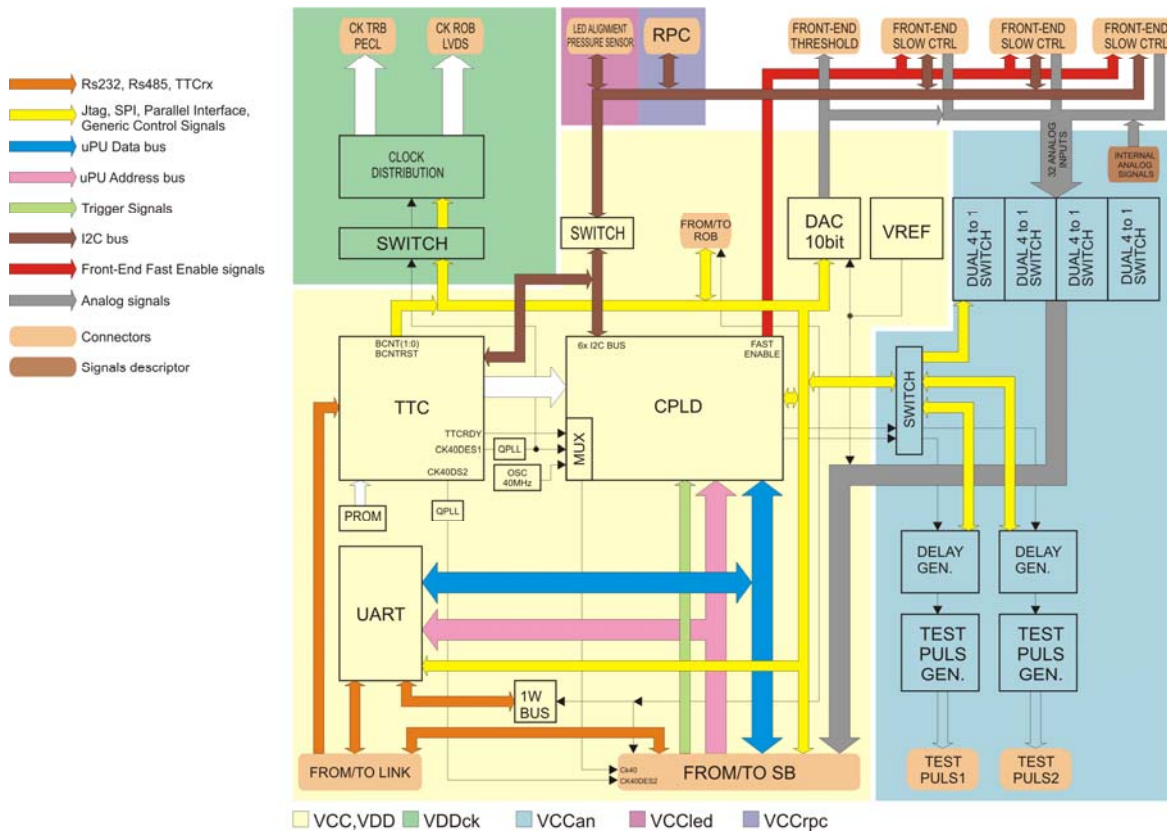 Rs232, Rs485, TTCrx
Jtag, SPI, Parallel Interface,
Generic Control Signals
uPU Data bus
uPU Address bus
Trigger Signals
I2C bus
Front-End Fast Enable signals
Analog signals
Connectors
Signals descriptor
CK TRB
PECL
CK ROB
LVDS
LED ALIGNMENT
PRESSURE SENSOR
RPC
FRONT-END
THRESHOLD
FRONT-END
SLOW CTRL
FRONT-END
SLOW CTRL
FRONT-END
SLOW CTRL
CLOCK
DISTRIBUTION
32 ANALOG
INPUTS
INTERNAL
ANALOG
SIGNALS
SWITCH
SWITCH
FROM/TO
ROB
DAC
10bit
VREF
DUAL 4 to 1
SWITCH
DUAL 4 to 1
SWITCH
DUAL 4 to 1
SWITCH
DUAL 4 to 1
SWITCH
BCNT(1:0)
BCNTRST
6x I2C BUS
FAST
ENABLE
TTC
CPLD
SWITCH
TTCRDY
CK40DES1
QPLL
MUX
CK40DS2
OSC
40MHz
PROM
QPLL
UART
DELAY
GEN.
DELAY
GEN.
TEST
PULS
GEN.
TEST
PULS
GEN.
1W
BUS
FROM/TO LINK
Ck40
CK40DES2
FROM/TO SB
TEST
PULS1
TEST
PULS2
VCC,VDD
VDDck
VCCan
VCCled
VCCrpc